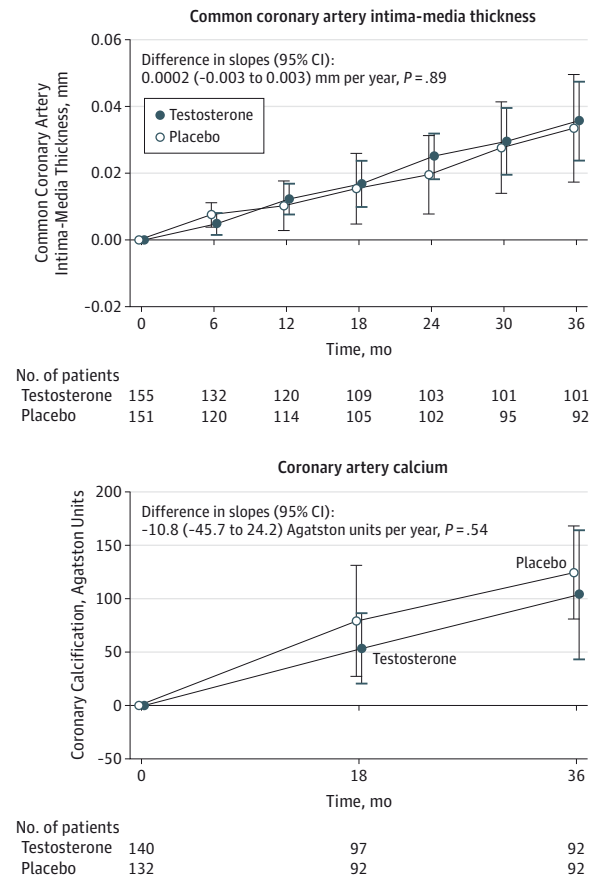 Common coronary artery intima-media thickness
Difference in slopes (95% CI):
0.0002 (-0.003 to 0.003) mm per year, P = .89
Testosterone
Placebo
Common Coronary Artery
Intima-Media Thickness, mm
0.06
0.04
0.02
0.00
-0.02
0 6 12 18 24 30 36
Time, mo
No. of patients
Testosterone 155 132 120 109 103 101 101
Placebo 151 120 114 105 102 95 92
Coronary artery calcium
Difference in slopes (95% CI):
-10.8 (-45.7 to 24.2) Agatston units per year, P = .54
Placebo
Testosterone
Coronary Calcification, Agatston Units
200
150
100
50
0
-50
0 18 36
Time, mo
No. of patients
Testosterone 140 97 92
Placebo 132 92 92